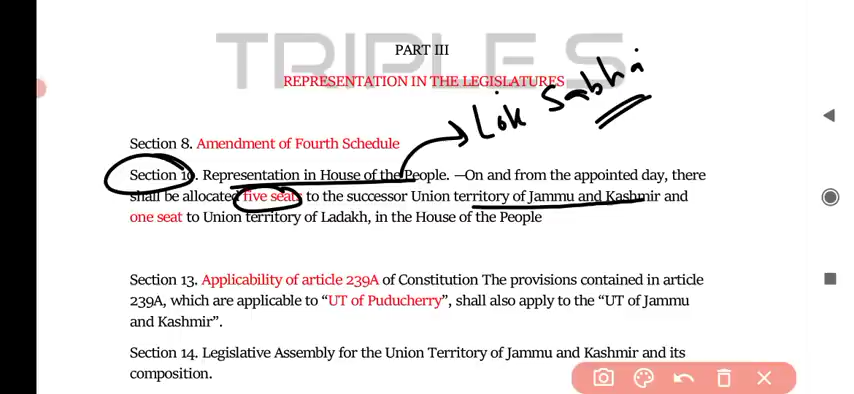 TRIPLE S
PART III
REPRESENTATION IN THE LEGISLATURES
Lok Sabha
Section 8. Amendment of Fourth Schedule
Section 10. Representation in House of the People. —On and from the appointed day, there
shall be allocated five seats to the successor Union territory of Jammu and Kashmir and
one seat to Union territory of Ladakh, in the House of the People
Section 13. Applicability of article 239A of Constitution The provisions contained in article
239A, which are applicable to “UT of Puducherry”, shall also apply to the “UT of Jammu
and Kashmir”.
Section 14. Legislative Assembly for the Union Territory of Jammu and Kashmir and its
composition.